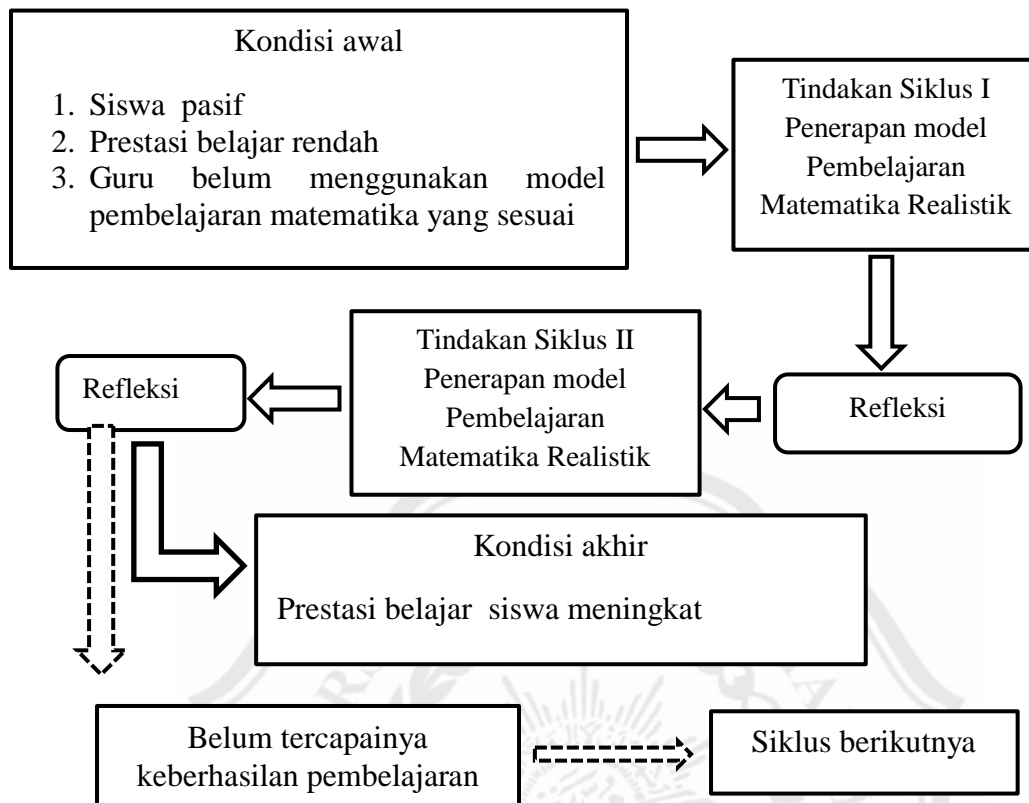 Kondisi awal
1. Siswa pasif
2. Prestasi belajar rendah
3. Guru belum menggunakan model
pembelajaran matematika yang sesuai
Tindakan Siklus I
Penerapan model
Pembelajaran
Matematika Realistik
Refleksi
Tindakan Siklus II
Penerapan model
Pembelajaran
Matematika Realistik
Refleksi
Kondisi akhir
Prestasi belajar siswa meningkat
Belum tercapainya
keberhasilan pembelajaran
Siklus berikutnya